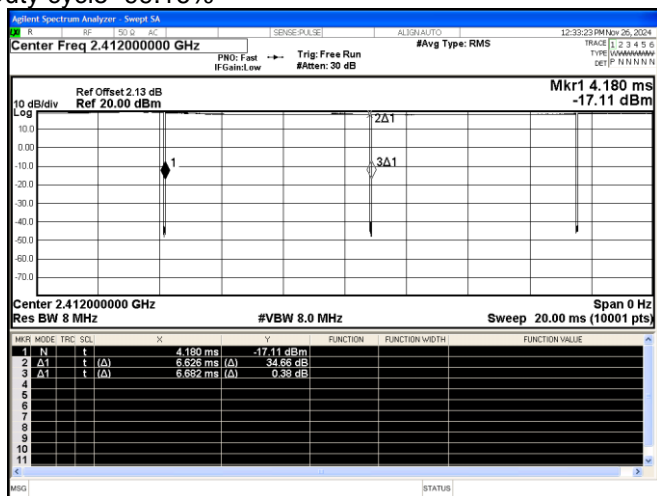 Agilent Spectrum Analyzer - Swept SA
R RF 50 Ω AC SENSE:PULSE ALIGN AUTO 12:33:23 PM Nov 26, 2024
Center Freq 2.412000000 GHz #Avg Type: RMS TRACE 1 2 3 4 5 6
PNO: Fast Trig: Free Run TYPE
IFGain:Low #Atten: 30 dB DET P N N N N N
Mkr1 4.180 ms
Ref Offset 2.13 dB
10 dB/div Ref 20.00 dBm -17.11 dBm
Log
2Δ1
10.0
0.00
1 3Δ1
-10.0
-20.0
-30.0
-40.0
-50.0
-60.0
-70.0
Center 2.412000000 GHz Span 0 Hz
Res BW 8 MHz #VBW 8.0 MHz Sweep 20.00 ms (10001 pts)
MKR MODE TRC SCL X Y FUNCTION FUNCTION WIDTH FUNCTION VALUE
1 N t 4.180 ms -17.11 dBm
2 Δ1 t (Δ) 6.626 ms (Δ) 34.66 dB
3 Δ1 t (Δ) 6.682 ms (Δ) 0.38 dB
4
5
6
7
8
9
10
11
MSG STATUS